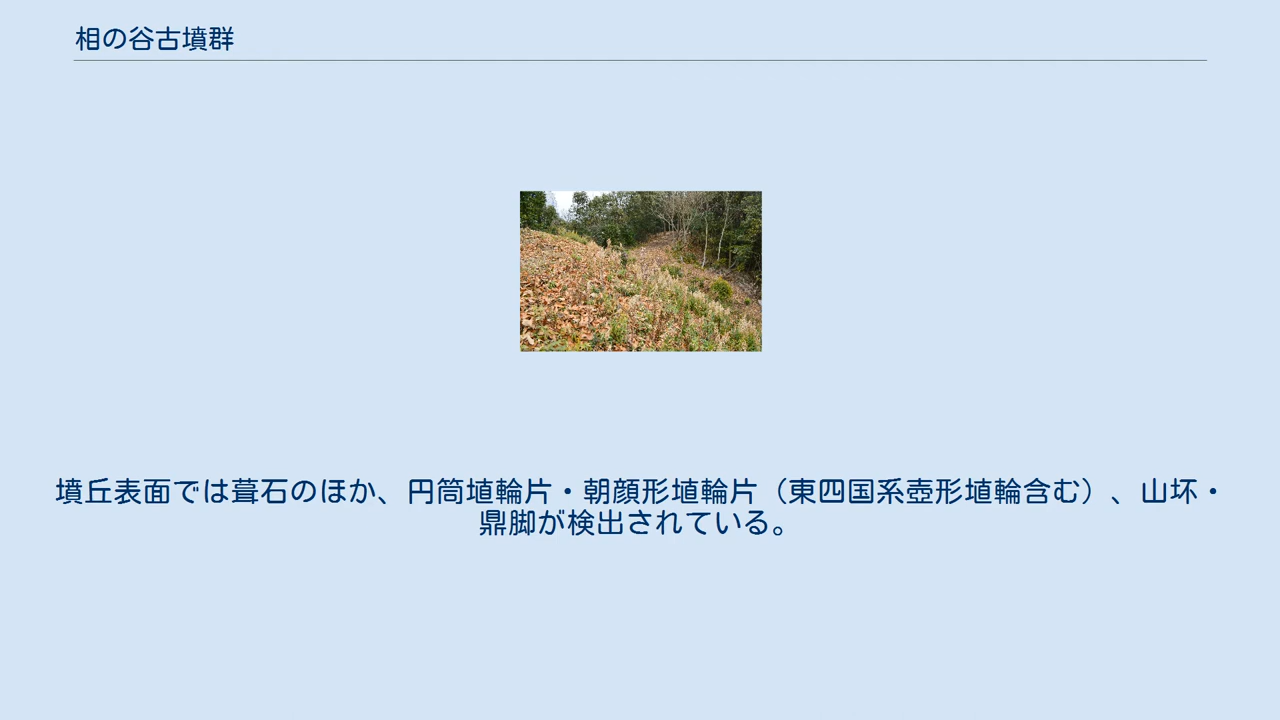 相の谷古墳群
墳丘表面では葺石のほか、円筒埴輪片・朝顔形埴輪片（東四国系壺形埴輪含む）、山坏・
鼎脚が検出されている。